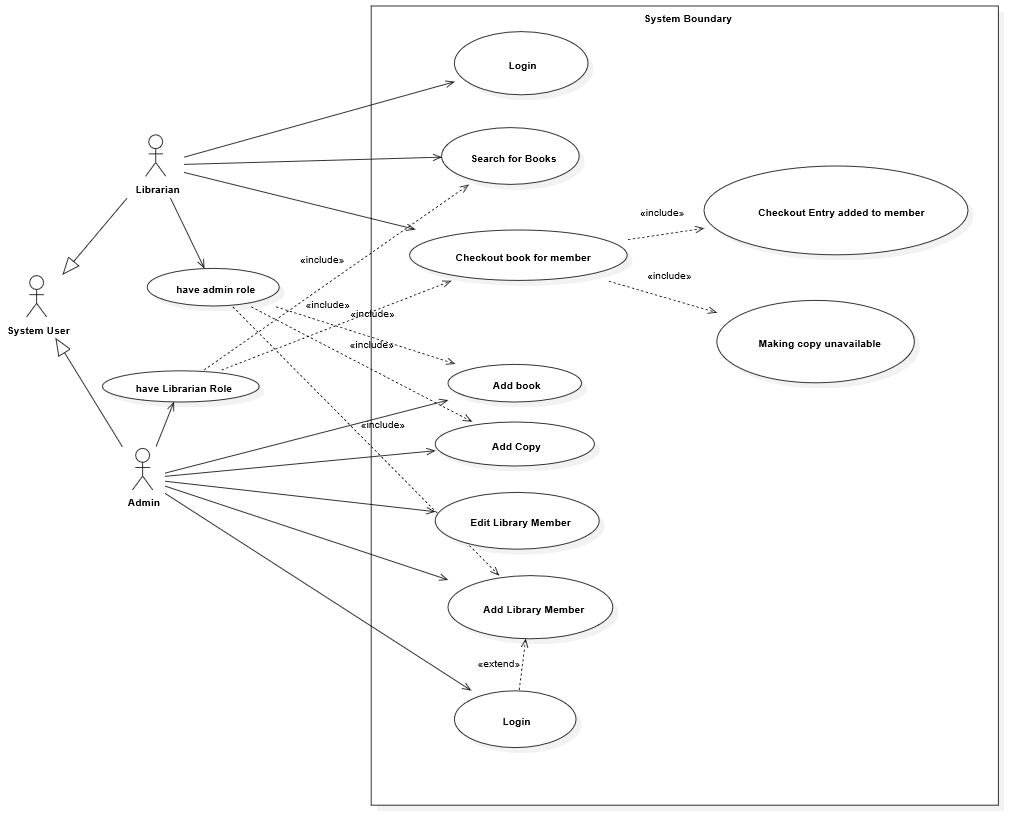 System Boundary
Login
Search for Books
Librarian
«include»
Checkout Entry added to member
Checkout book for member
«include»
«include»
have admin role
«include»
«include»
System User
«include»
Making copy unavailable
have Librarian Role
Add book
«include»
Add Copy
Admin
Edit Library Member
Add Library Member
«extend»
Login